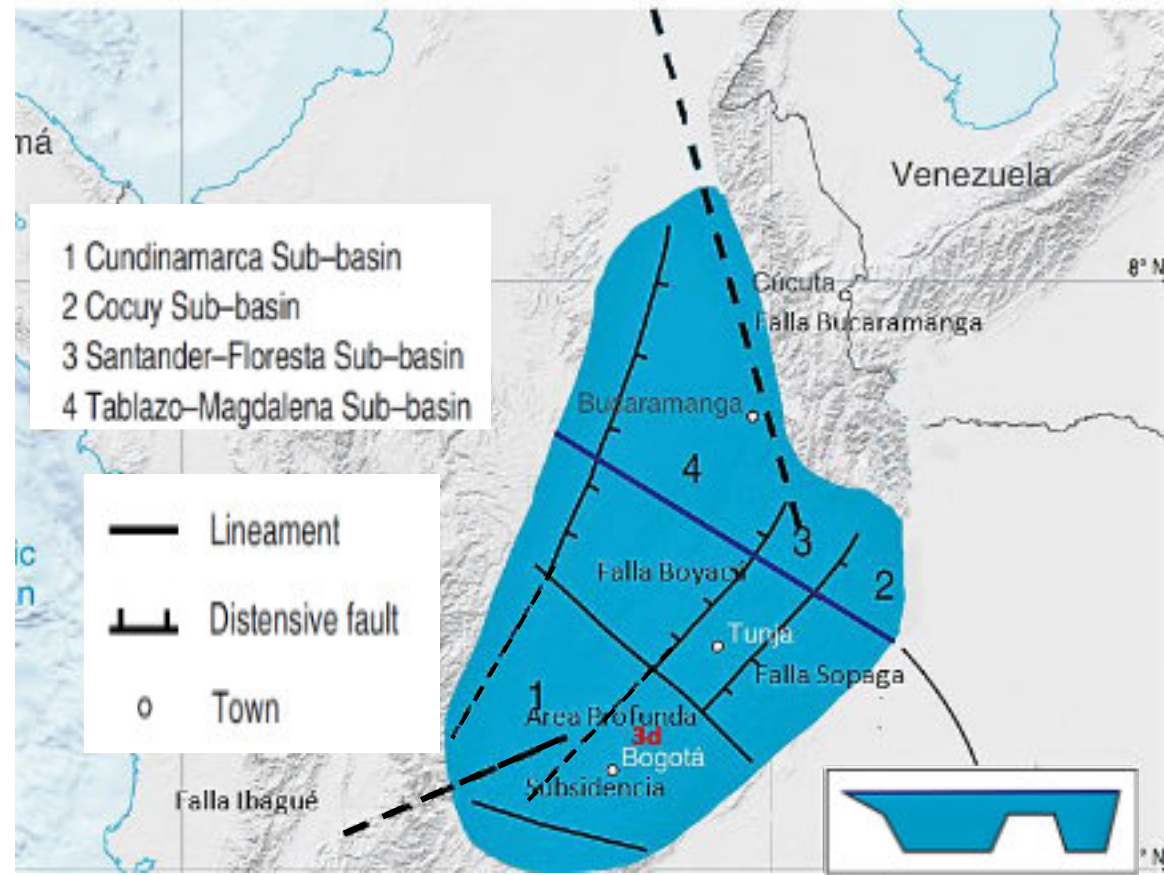 má
Venezuela
1 Cundinamarca Sub–basin
2 Cocuy Sub–basin
3 Santander–Floresta Sub–basin
4 Tablazo–Magdalena Sub–basin
8° N
Cúcuta
Falla Bucaramanga
Bucaramanga
4
Lineament
3
ic
n
Falla Boyacá
2
Distensive fault
Tunja
Falla Sopaga
1
Town
Area Profunda
3d
Bogotá
Subsidencia
Falla Ibagué
° N